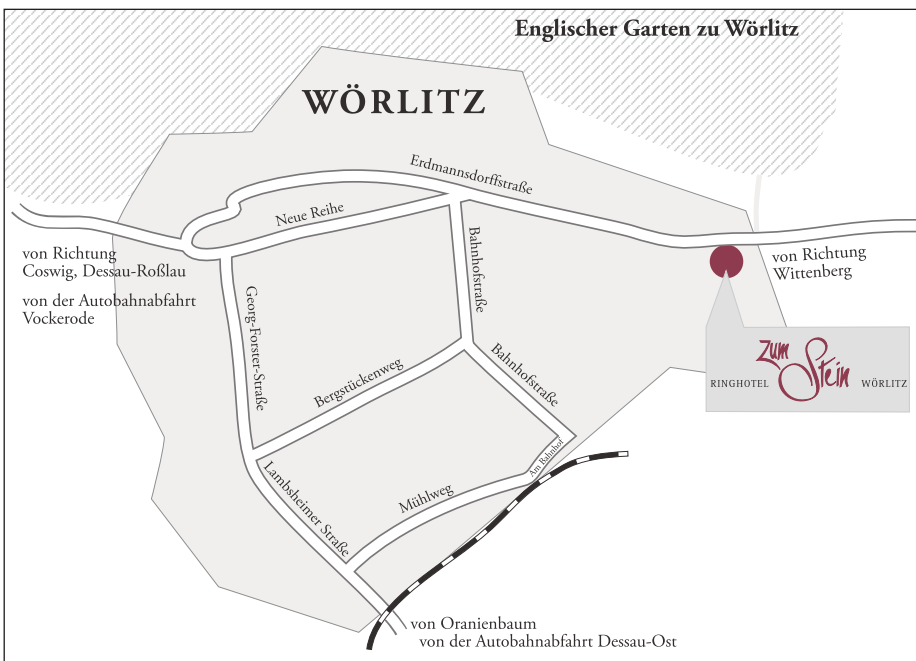 Englischer Garten zu Wörlitz
WÖRLITZ
Erdmannsdorffstraße
Neue Reihe
von Richtung
Coswig, Dessau-Roßlau
von der Autobahnabfahrt
Vockerode
Bahnhofstraße
von Richtung
Wittenberg
Georg-Forster-Straße
Bergstückenweg
Bahnhofstraße
zum Stein
RINGHOTEL
WÖRLITZ
Am Bahnhof
Lambsheimer Straße
Mühlweg
von Oranienbaum
von der Autobahnabfahrt Dessau-Ost